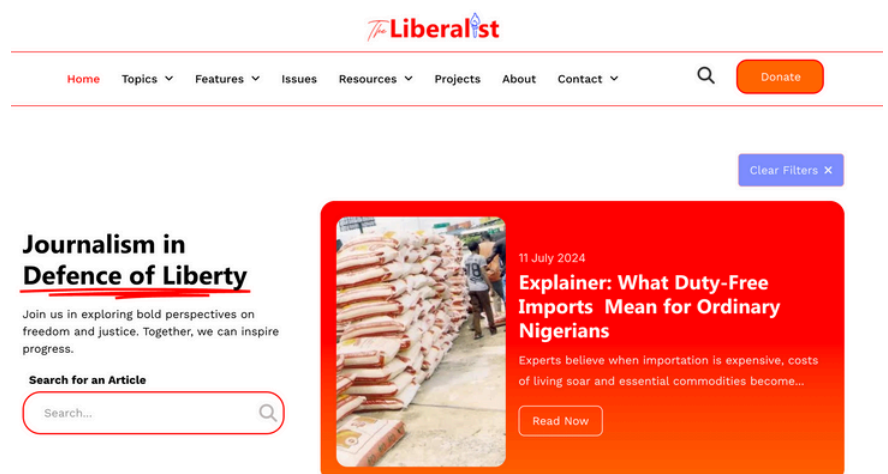 The Liberalist
Home Topics Features Issues Resources Projects About Contact Donate
Clear Filters ×
Journalism in
Defence of Liberty
Join us in exploring bold perspectives on
freedom and justice. Together, we can inspire
progress.
Search for an Article
Search...
11 July 2024
Explainer: What Duty-Free
Imports Mean for Ordinary
Nigerians
Experts believe when importation is expensive, costs
of living soar and essential commodities become...
Read Now